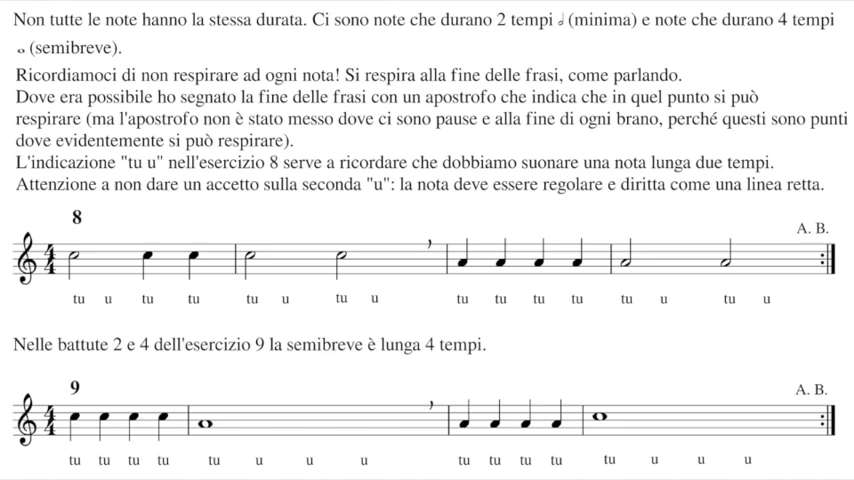 Non tutte le note hanno la stessa durata. Ci sono note che durano 2 tempi (minima) e note che durano 4 tempi
(semibreve).
Ricordiamoci di non respirare ad ogni nota! Si respira alla fine delle frasi, come parlando.
Dove era possibile ho segnato la fine delle frasi con un apostrofo che indica che in quel punto si può
respirare (ma l'apostrofo non è stato messo dove ci sono pause e alla fine di ogni brano, perché questi sono punti
dove evidentemente si può respirare).
L'indicazione "tu u" nell'esercizio 8 serve a ricordare che dobbiamo suonare una nota lunga due tempi.
Attenzione a non dare un accetto sulla seconda "u": la nota deve essere regolare e diritta come una linea retta.
8
A. B.
4
4
tu u tu tu tu u tu u tu tu tu tu tu u tu u
Nelle battute 2 e 4 dell'esercizio 9 la semibreve è lunga 4 tempi.
9
A. B.
4
4
tu tu tu tu tu u u u tu tu tu tu tu u u u